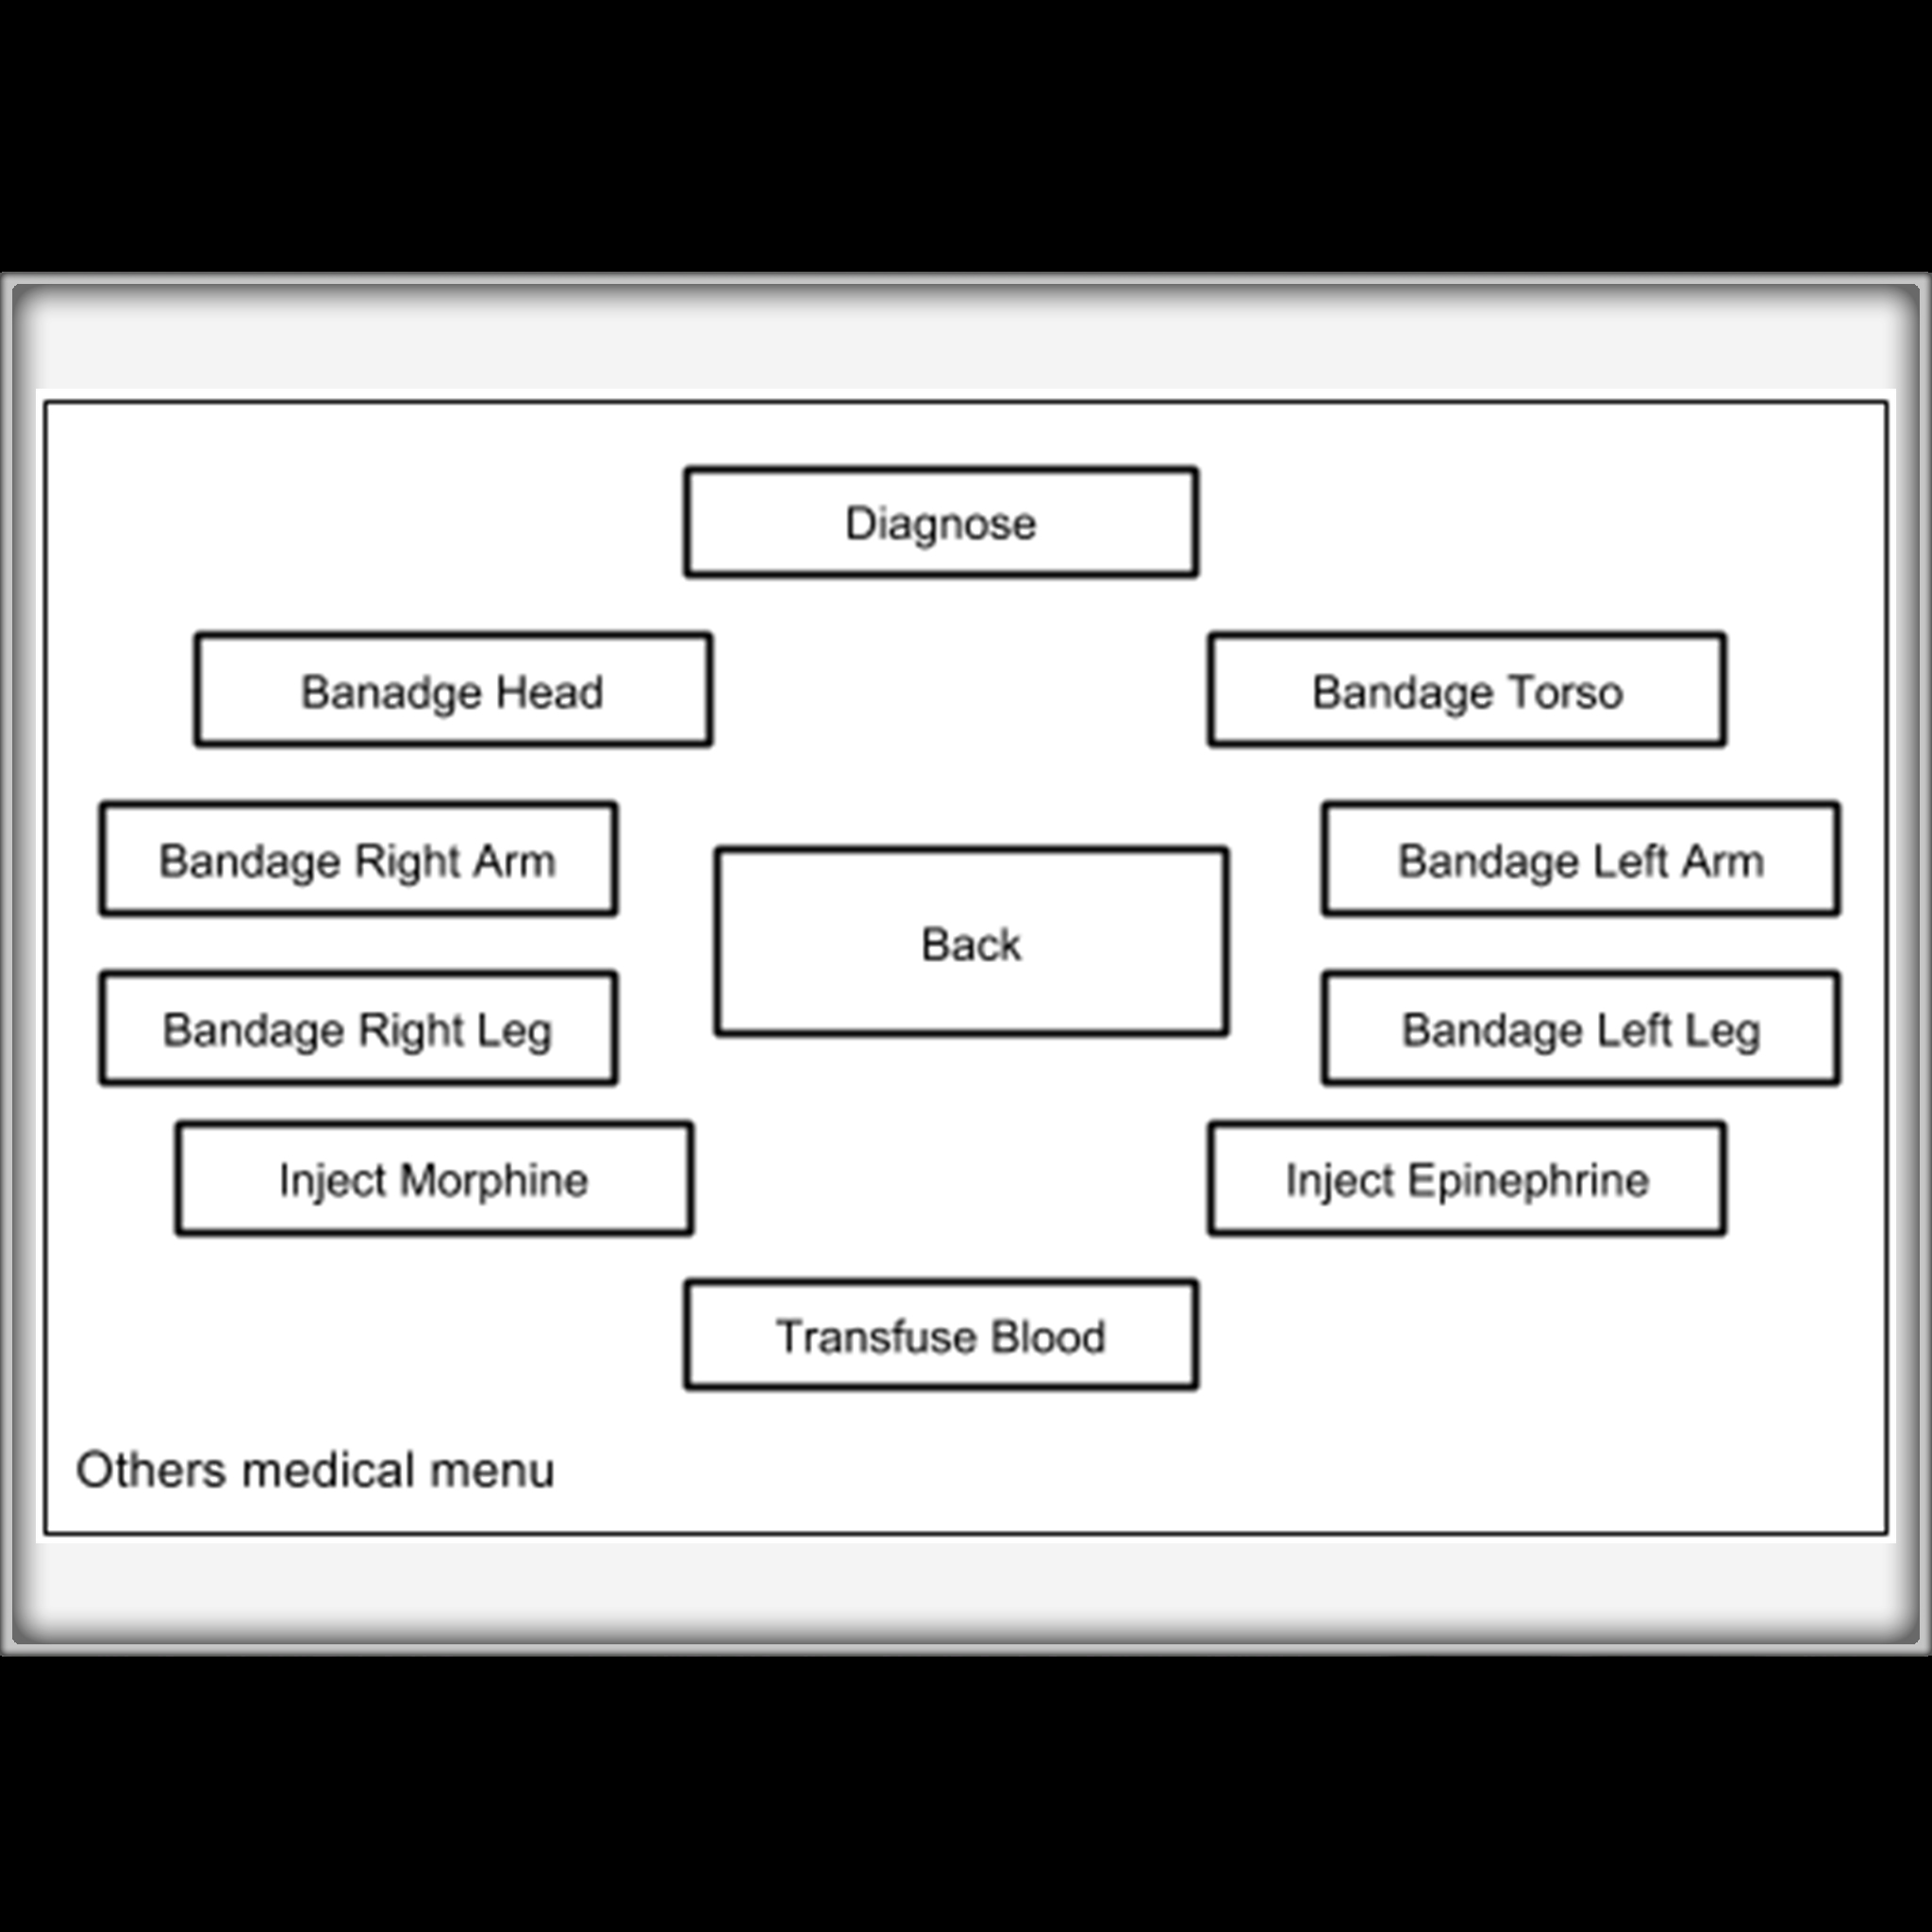 Diagnose
Banadge Head
Bandage Torso
Bandage Right Arm
Bandage Left Arm
Back
Bandage Right Leg
Bandage Left Leg
Inject Morphine
Inject Epinephrine
Transfuse Blood
Others medical menu